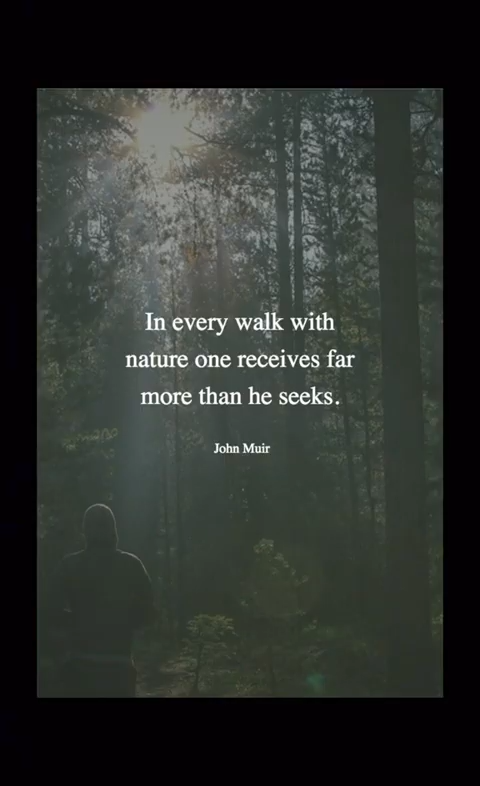 In every walk with
nature one receives far
more than he seeks.
John Muir